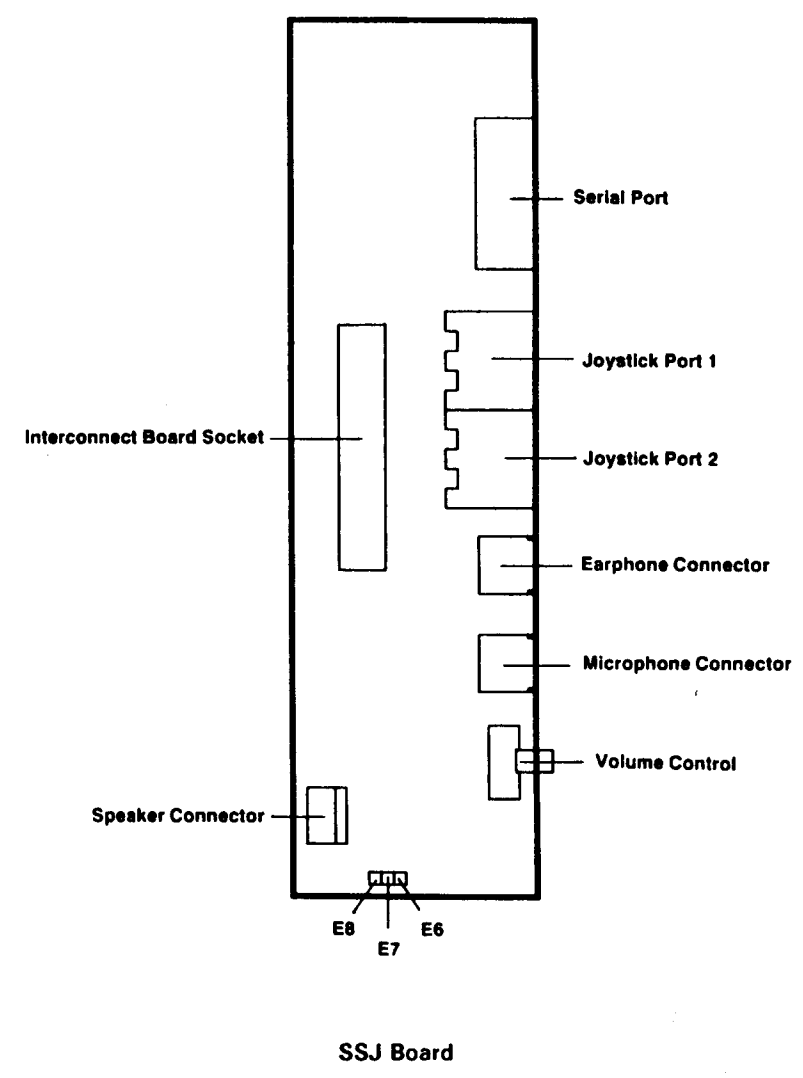 Serial Port
Joystick Port 1
Interconnect Board Socket
Joystick Port 2
Earphone Connector
Microphone Connector
Volume Control
Speaker Connector
E8
E6
E7
SSJ Board